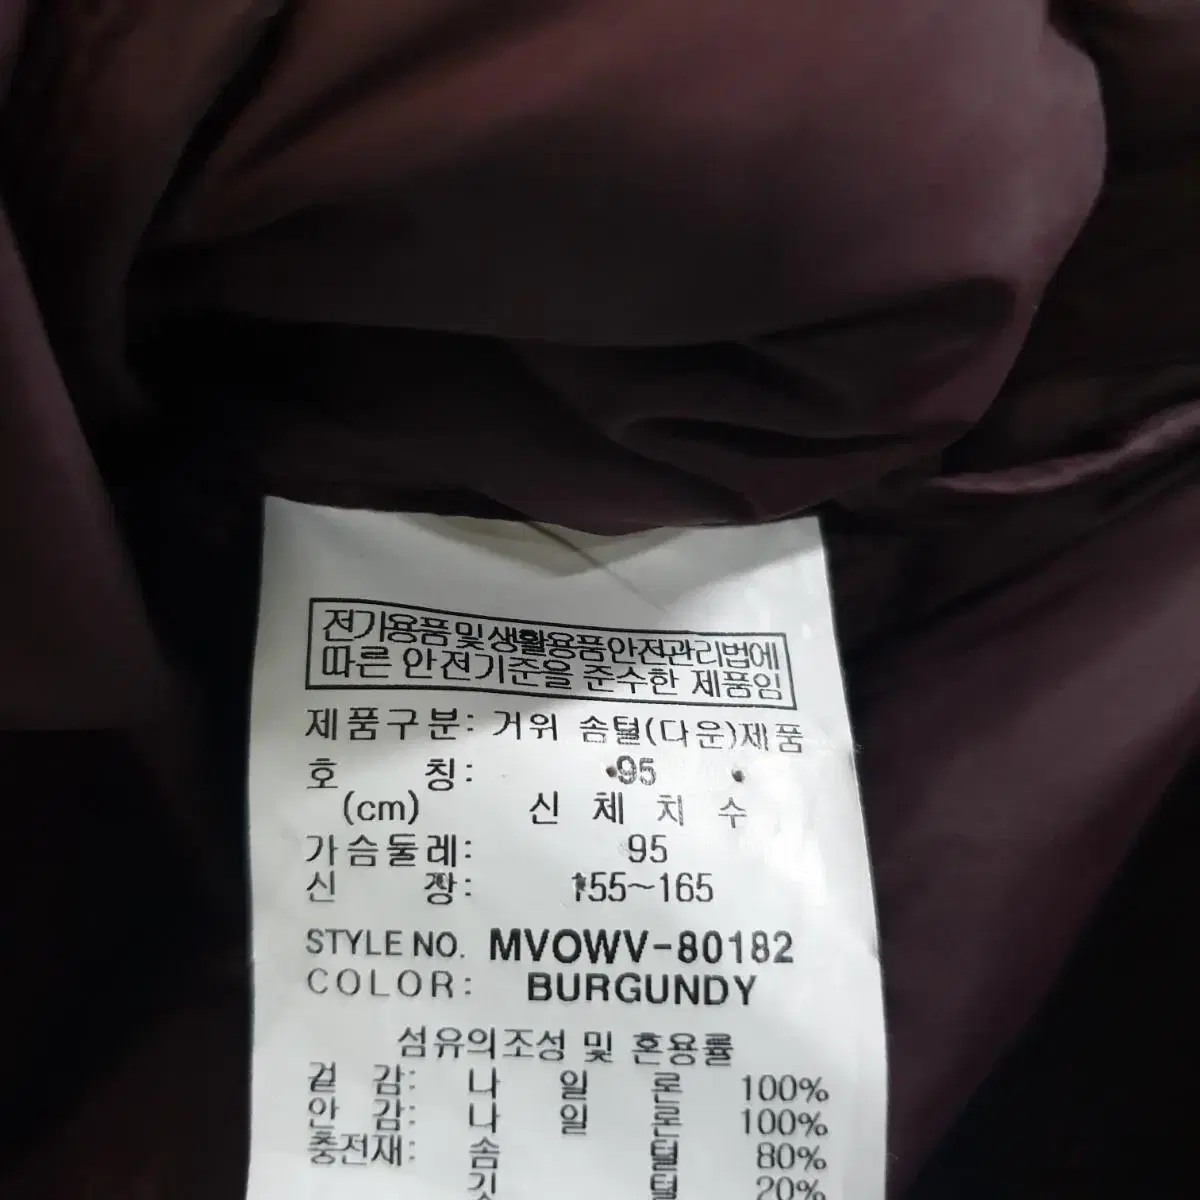 전기용품및생활용품안전관리법에
따른 안전기준을 준수한 제품임
제품구분: 거위 솜털(다운)제품
호 칭: 95
(cm) 신 체 치 수
가슴둘레: 95
신 장: 155~165
STYLE NO. MVOWV-80182
COLOR: BURGUNDY
섬유의조성 및 혼용률
겉 감: 나 일 론 100%
안 감: 나 일 론 100%
충전재: 솜 털 80%
깃 털 20%